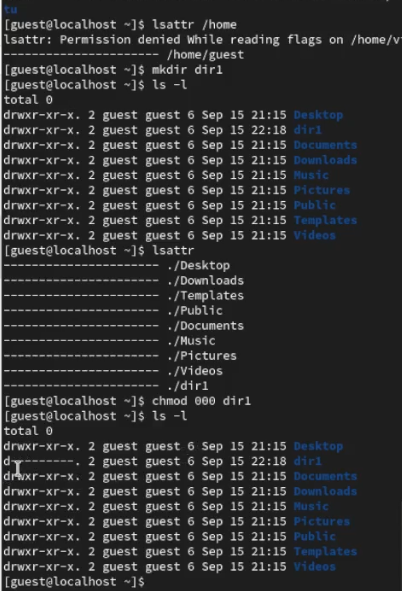 tu
[guest@localhost ~]$ lsattr /home
lsattr: Permission denied While reading flags on /home/v
---------------------- /home/guest
[guest@localhost ~]$ mkdir dir1
[guest@localhost ~]$ ls -l
total 0
drwxr-xr-x. 2 guest guest 6 Sep 15 21:15 Desktop
drwxr-xr-x. 2 guest guest 6 Sep 15 22:18 dir1
drwxr-xr-x. 2 guest guest 6 Sep 15 21:15 Documents
drwxr-xr-x. 2 guest guest 6 Sep 15 21:15 Downloads
drwxr-xr-x. 2 guest guest 6 Sep 15 21:15 Music
drwxr-xr-x. 2 guest guest 6 Sep 15 21:15 Pictures
drwxr-xr-x. 2 guest guest 6 Sep 15 21:15 Public
drwxr-xr-x. 2 guest guest 6 Sep 15 21:15 Templates
drwxr-xr-x. 2 guest guest 6 Sep 15 21:15 Videos
[guest@localhost ~]$ lsattr
---------------------- ./Desktop
---------------------- ./Downloads
---------------------- ./Templates
---------------------- ./Public
---------------------- ./Documents
---------------------- ./Music
---------------------- ./Pictures
---------------------- ./Videos
---------------------- ./dir1
[guest@localhost ~]$ chmod 000 dir1
[guest@localhost ~]$ ls -l
total 0
drwxr-xr-x. 2 guest guest 6 Sep 15 21:15 Desktop
d---------. 2 guest guest 6 Sep 15 22:18 dir1
drwxr-xr-x. 2 guest guest 6 Sep 15 21:15 Documents
drwxr-xr-x. 2 guest guest 6 Sep 15 21:15 Downloads
drwxr-xr-x. 2 guest guest 6 Sep 15 21:15 Music
drwxr-xr-x. 2 guest guest 6 Sep 15 21:15 Pictures
drwxr-xr-x. 2 guest guest 6 Sep 15 21:15 Public
drwxr-xr-x. 2 guest guest 6 Sep 15 21:15 Templates
drwxr-xr-x. 2 guest guest 6 Sep 15 21:15 Videos
[guest@localhost ~]$